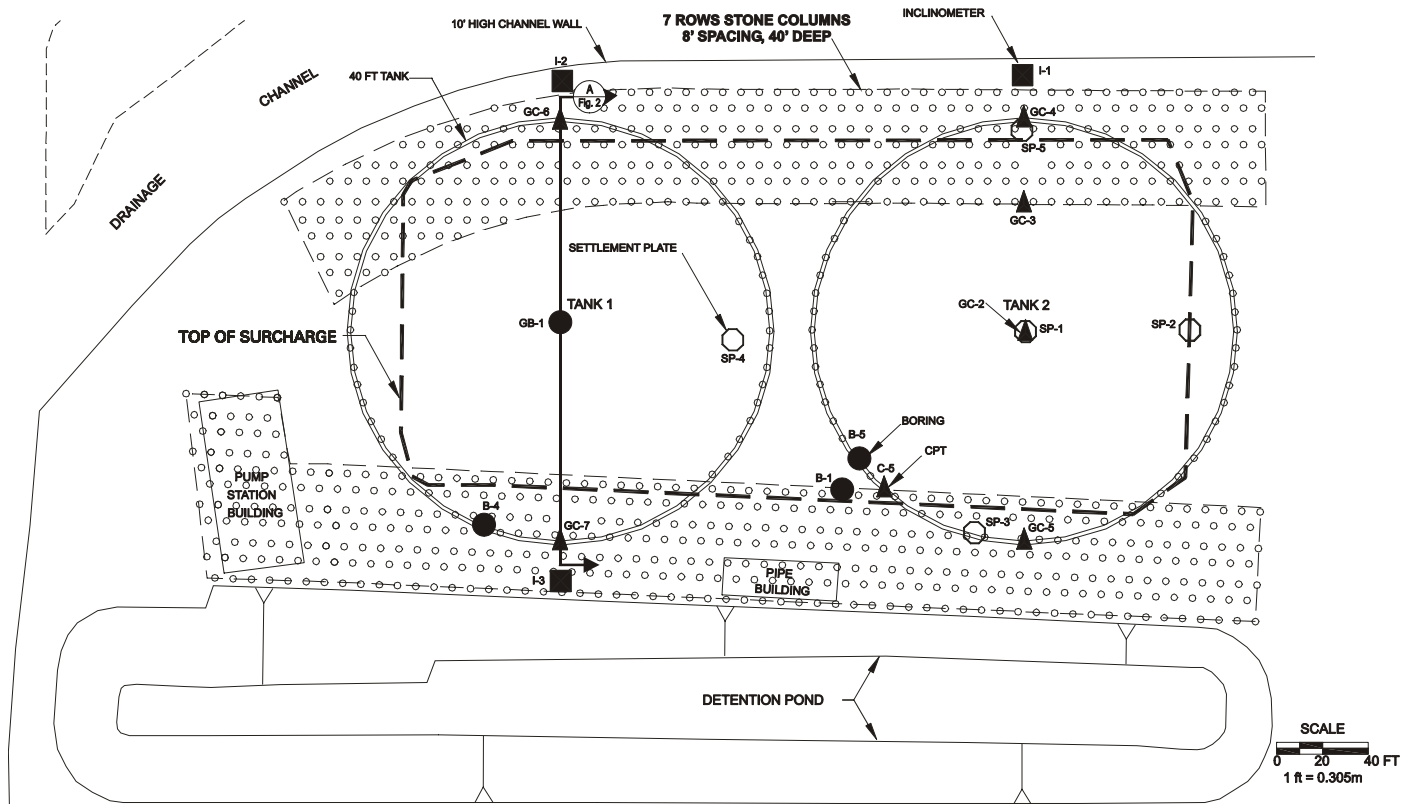 10' HIGH CHANNEL WALL
7 ROWS STONE COLUMNS
8' SPACING, 40' DEEP
INCLINOMETER
I-2
I-1
CHANNEL
40 FT TANK
A
Fig. 2
GC-6
GC-4
SP-5
DRAINAGE
GC-3
SETTLEMENT PLATE
TANK 1
GB-1
GC-2
TANK 2
SP-1
SP-2
TOP OF SURCHARGE
SP-4
B-5
BORING
C-5
CPT
B-1
PUMP
STATION
BUILDING
B-4
GC-7
SP-3
GC-5
I-3
PIPE
BUILDING
DETENTION POND
SCALE
0 20 40 FT
1 ft = 0.305m